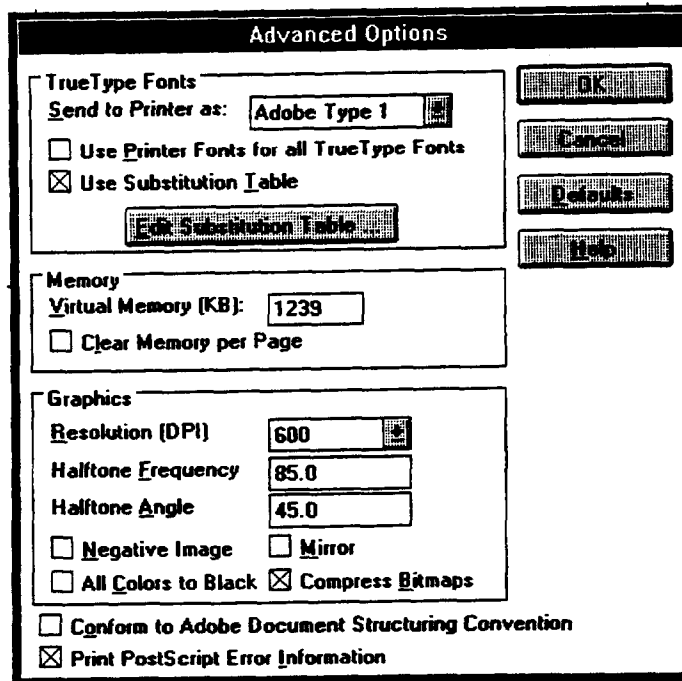 Advanced Options
TrueType Fonts
Send to Printer as: Adobe Type 1
Use Printer Fonts for all TrueType Fonts
Use Substitution Table
Edit Substitution Table ...
OK
Cancel
Defaults
Help
Memory
Virtual Memory (KB): 1239
Clear Memory per Page
Graphics
Resolution (DPI) 600
Halftone Frequency 85.0
Halftone Angle 45.0
Negative Image Mirror
All Colors to Black Compress Bitmaps
Conform to Adobe Document Structuring Convention
Print PostScript Error Information